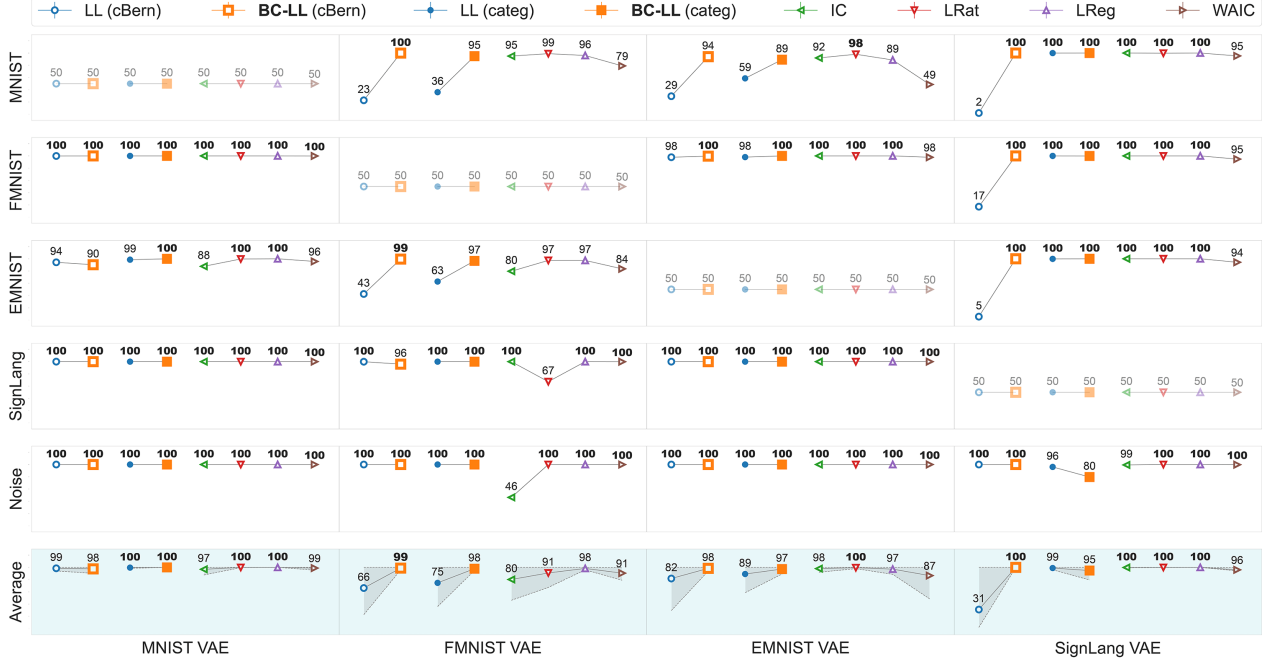 LL (cBern) BC-LL (cBern) LL (categ) BC-LL (categ) IC LRat LReg WAIC
MNIST
50 50 50 50 50 50 50 50
23 100 36 95 95 99 96 79
29 94 59 89 92 98 89 49
2 100 100 100 100 100 100 95
FMNIST
100 100 100 100 100 100 100 100
50 50 50 50 50 50 50 50
98 100 98 100 100 100 100 98
17 100 100 100 100 100 100 95
EMNIST
94 90 99 100 88 100 100 96
43 99 63 97 80 97 97 84
50 50 50 50 50 50 50 50
5 100 100 100 100 100 100 94
SignLang
100 100 100 100 100 100 100 100
100 96 100 100 100 67 100 100
100 100 100 100 100 100 100 100
50 50 50 50 50 50 50 50
Noise
100 100 100 100 100 100 100 100
100 100 100 100 46 100 100 100
100 100 100 100 100 100 100 100
100 100 96 80 99 100 100 100
Average
99 98 100 100 97 100 100 99
66 99 75 98 80 91 98 91
82 98 89 97 98 100 97 87
31 100 99 95 100 100 100 96
MNIST VAE FMNIST VAE EMNIST VAE SignLang VAE